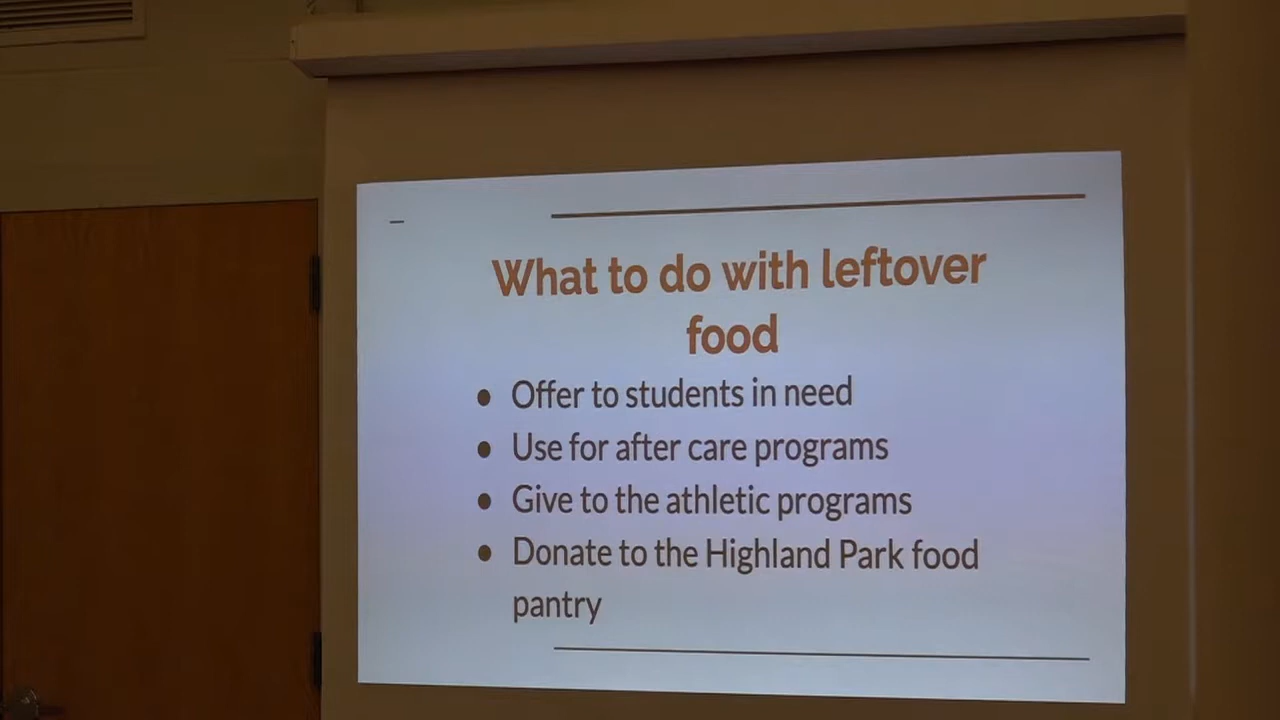 What to do with leftover
food
● Offer to students in need
● Use for after care programs
● Give to the athletic programs
● Donate to the Highland Park food
pantry